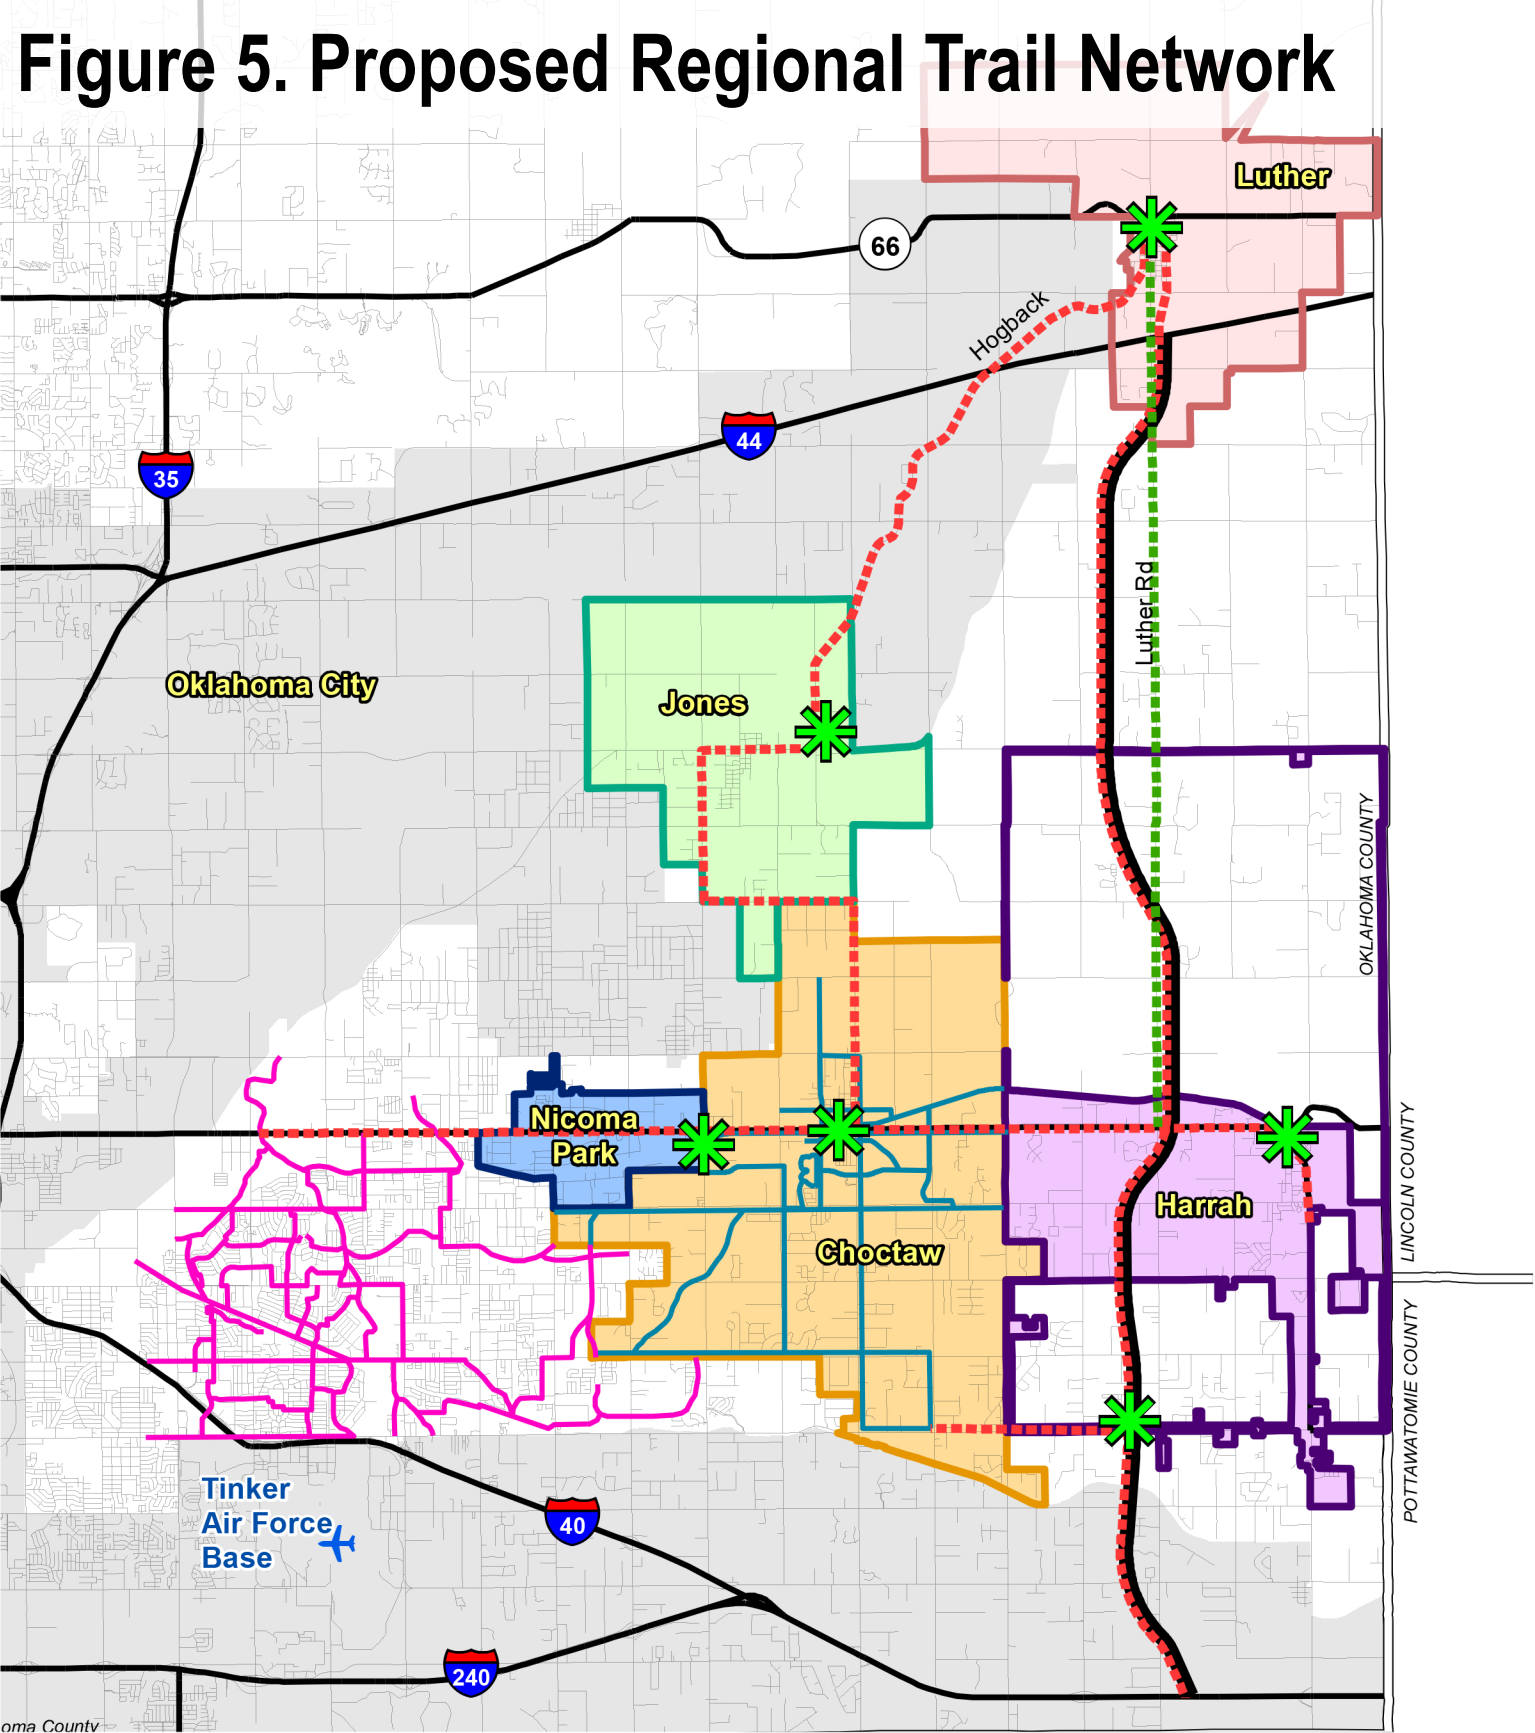 Figure 5. Proposed Regional Trail Network
Luther
66
Hogback
44
35
Luther Rd
Oklahoma City
Jones
OKLAHOMA COUNTY
Nicoma
Park
LINCOLN COUNTY
Harrah
Choctaw
POTTAWATOMIE COUNTY
Tinker
Air Force
Base
40
240
oma County